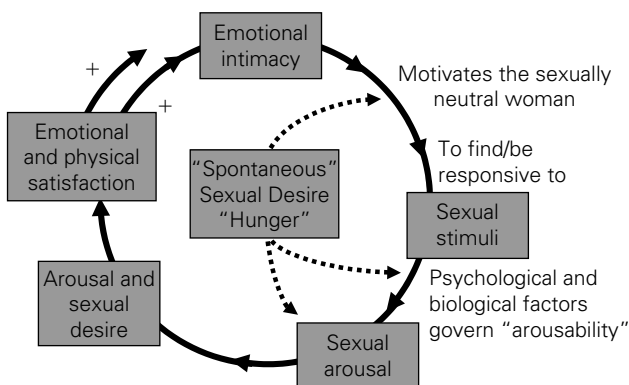 Emotional
intimacy
Motivates the sexually
neutral woman
To find/be
responsive to
Sexual
stimuli
Psychological and
biological factors
govern “arousability”
Sexual
arousal
Arousal and
sexual
desire
Emotional
and physical
satisfaction
+
+
“Spontaneous”
Sexual Desire
“Hunger”